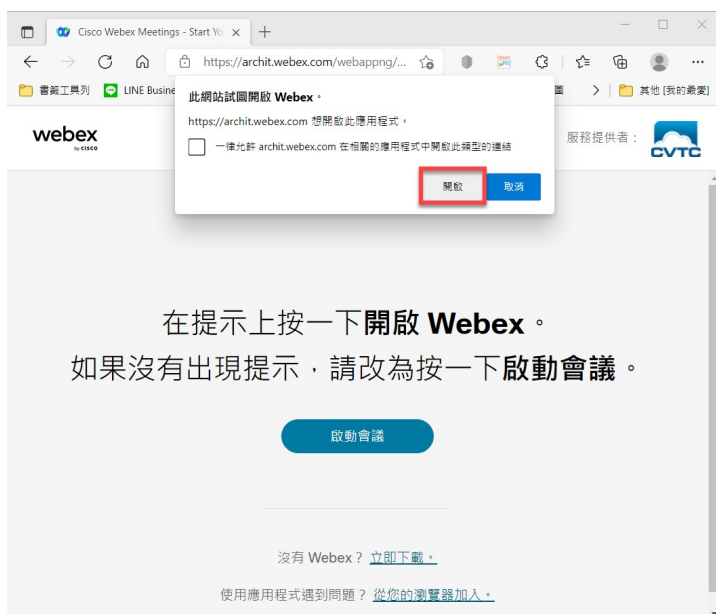 Cisco Webex Meetings - Start Yo
https://archit.webex.com/webappng/...
書籤工具列
LINE Busine
圖
其他 [我的最愛]
此網站試圖開啟 Webex。
https://archit.webex.com 想開啟此應用程式。
一律允許 archit.webex.com 在相關的應用程式中開啟此類型的連結
開啟
取消
webex
by CISCO
服務提供者：
CVTC
在提示上按一下開啟 Webex。
如果沒有出現提示，請改為按一下啟動會議。
啟動會議
沒有 Webex？ 立即下載。
使用應用程式遇到問題？ 從您的瀏覽器加入。